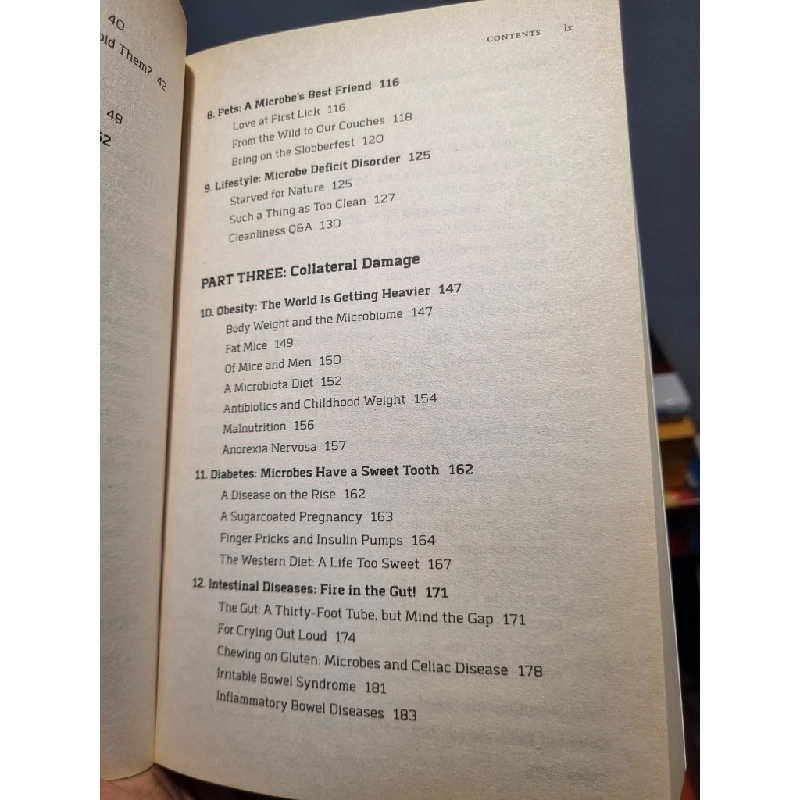 40
old Them? 42
48
52
CONTENTS ix
8. Pets: A Microbe's Best Friend 116
Love at First Lick 116
From the Wild to Our Couches 118
Bring on the Slobberfest 120
9. Lifestyle: Microbe Deficit Disorder 125
Starved for Nature 125
Such a Thing as Too Clean 127
Cleanliness Q&A 130
PART THREE: Collateral Damage
10. Obesity: The World Is Getting Heavier 147
Body Weight and the Microbiome 147
Fat Mice 149
Of Mice and Men 150
A Microbiota Diet 152
Antibiotics and Childhood Weight 154
Malnutrition 156
Anorexia Nervosa 157
11. Diabetes: Microbes Have a Sweet Tooth 162
A Disease on the Rise 162
A Sugarcoated Pregnancy 163
Finger Pricks and Insulin Pumps 164
The Western Diet: A Life Too Sweet 167
12. Intestinal Diseases: Fire in the Gut! 171
The Gut: A Thirty-Foot Tube, but Mind the Gap 171
For Crying Out Loud 174
Chewing on Gluten: Microbes and Celiac Disease 178
Irritable Bowel Syndrome 181
Inflammatory Bowel Diseases 183